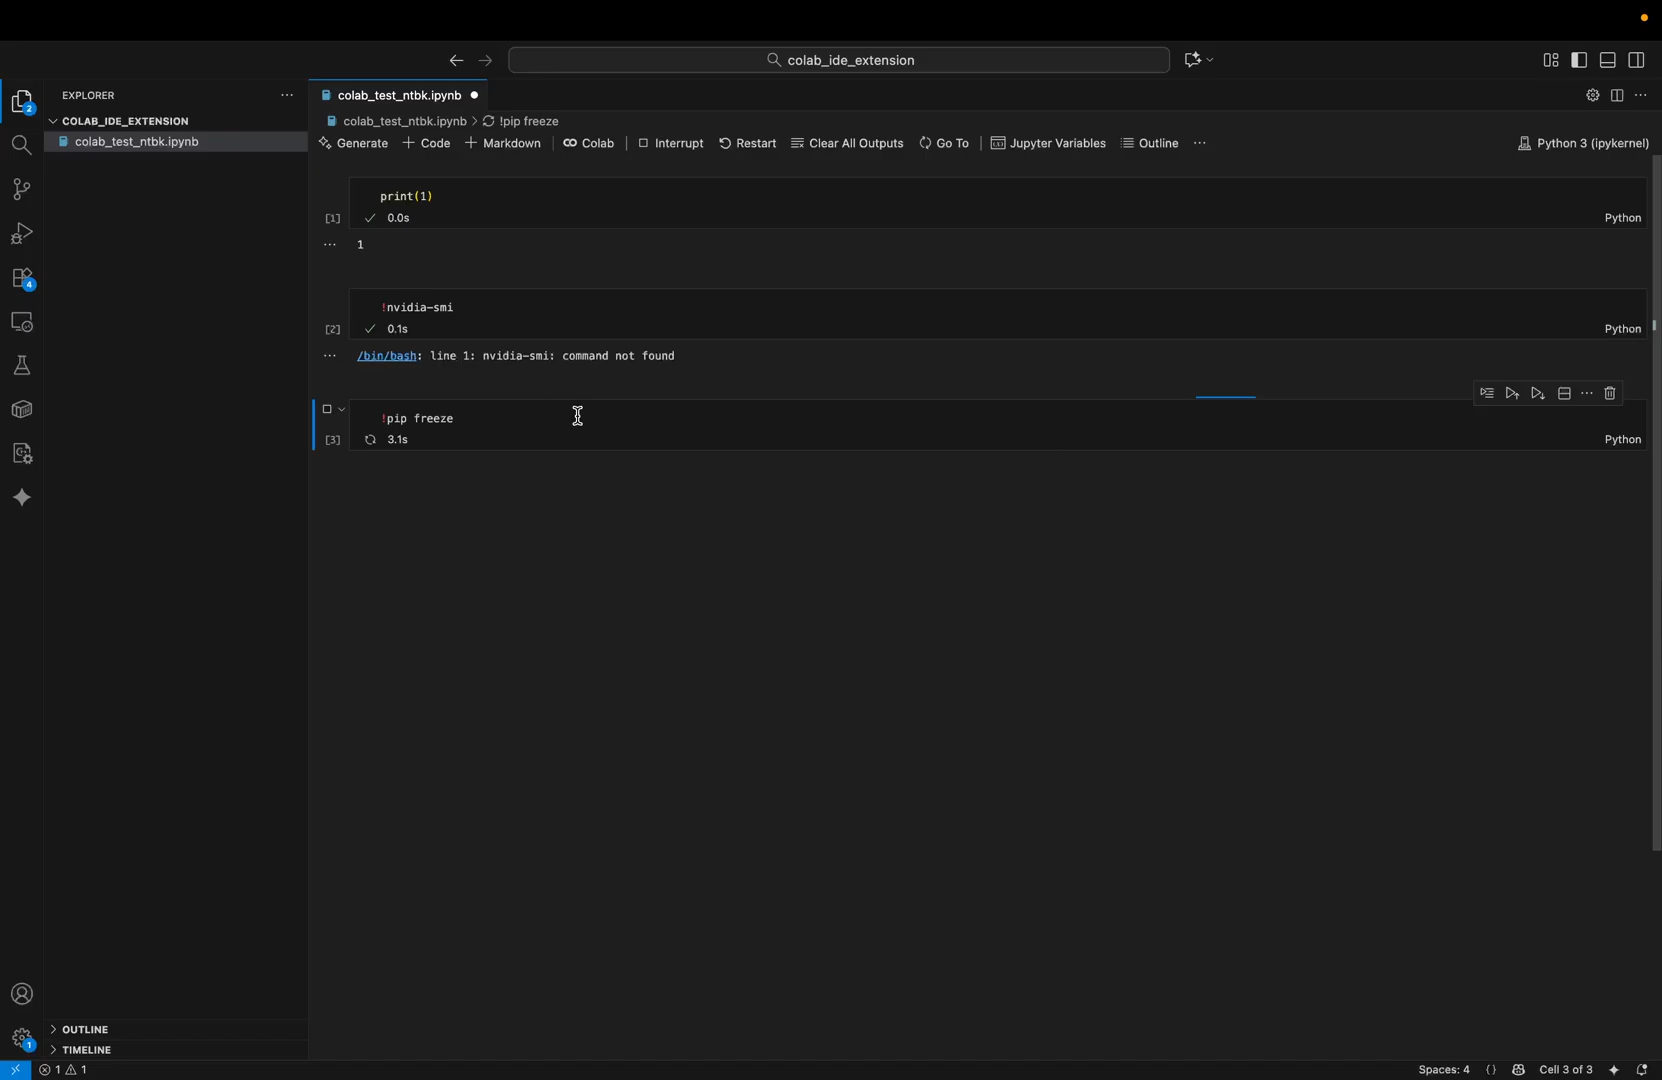 colab_ide_extension
EXPLORER
COLAB_IDE_EXTENSION
colab_test_ntbk.ipynb
colab_test_ntbk.ipynb
colab_test_ntbk.ipynb > !pip freeze
Generate + Code + Markdown | Colab | Interrupt Restart Clear All Outputs Go To | Jupyter Variables Outline ... Python 3 (ipykernel)
print(1)
[1] 0.0s Python
... 1
!nvidia-smi
[2] 0.1s Python
... /bin/bash: line 1: nvidia-smi: command not found
!pip freeze
[3] 3.1s Python
2
4
1
OUTLINE
TIMELINE
1 1 Spaces: 4 {} Cell 3 of 3